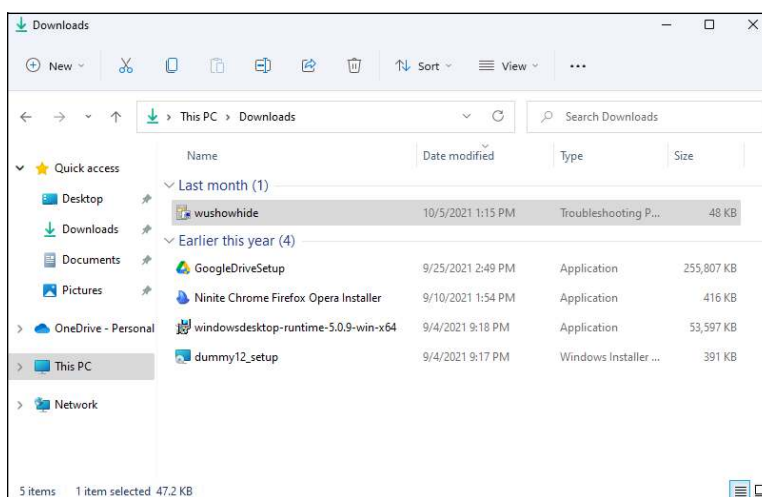 Downloads
New Sort View ...
This PC > Downloads Search Downloads
Name Date modified Type Size
Quick access
Last month (1)
Desktop
wushowhide 10/5/2021 1:15 PM Troubleshooting P... 48 KB
Downloads
Earlier this year (4)
Documents
GoogleDriveSetup 9/25/2021 2:49 PM Application 255,807 KB
Pictures
Ninite Chrome Firefox Opera Installer 9/10/2021 1:54 PM Application 416 KB
OneDrive - Personal
windowsdesktop-runtime-5.0.9-win-x64 9/4/2021 9:18 PM Application 53,597 KB
dummy12_setup 9/4/2021 9:17 PM Windows Installer ... 391 KB
This PC
Network
5 items 1 item selected 47.2 KB